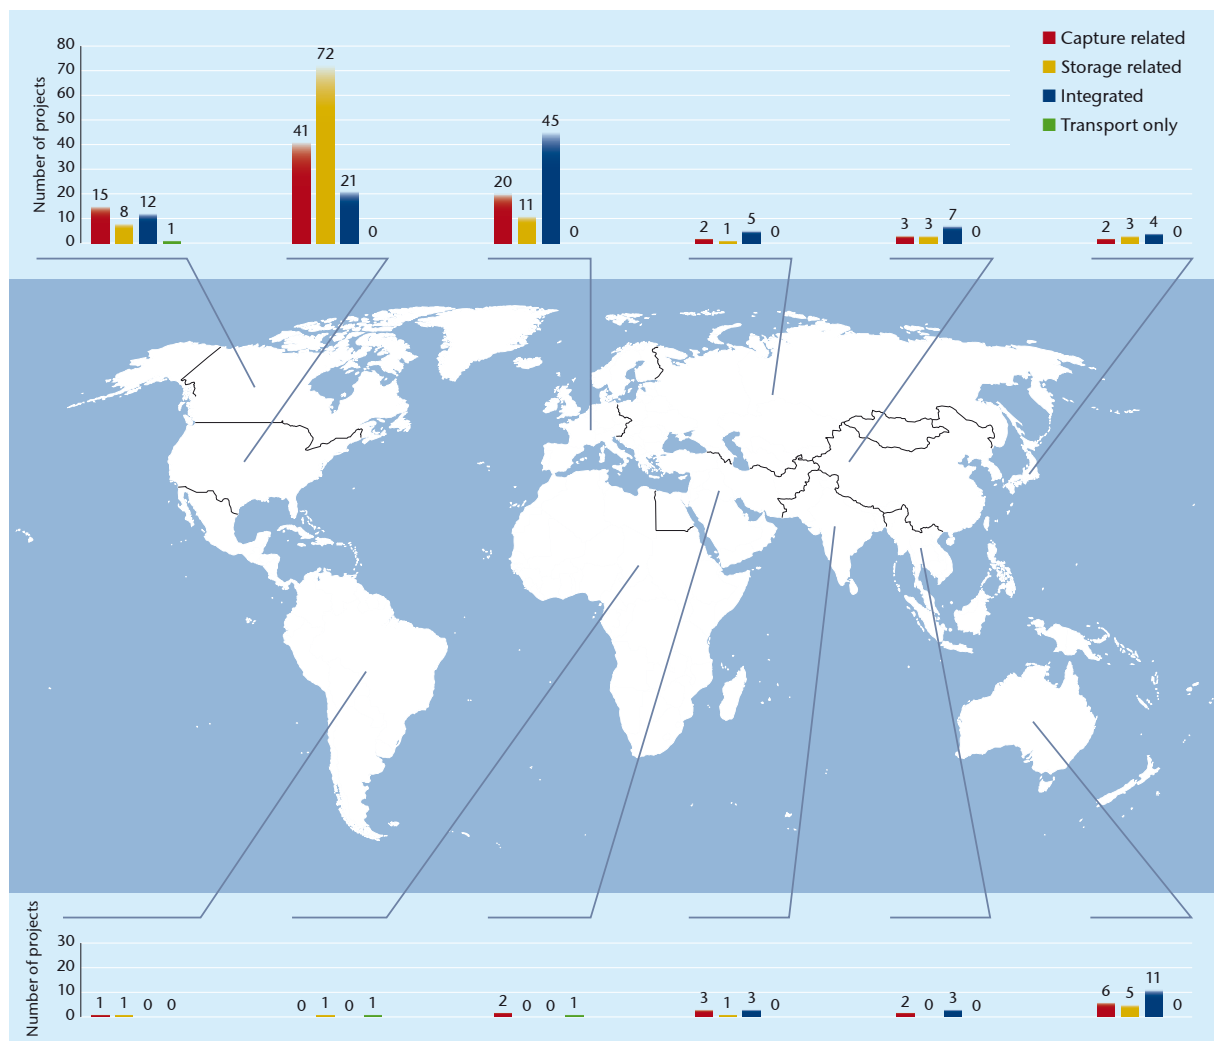 Capture related
Storage related
Integrated
Transport only
Number of projects
80
70
60
50
40
30
20
10
0
15 8 12 1
41 72 21 0
20 11 45 0
2 1 5 0
3 3 7 0
2 3 4 0
Number of projects
30
20
10
0
1 1 0 0
0 1 0 1
2 0 0 1
3 1 3 0
2 0 3 0
6 5 11 0